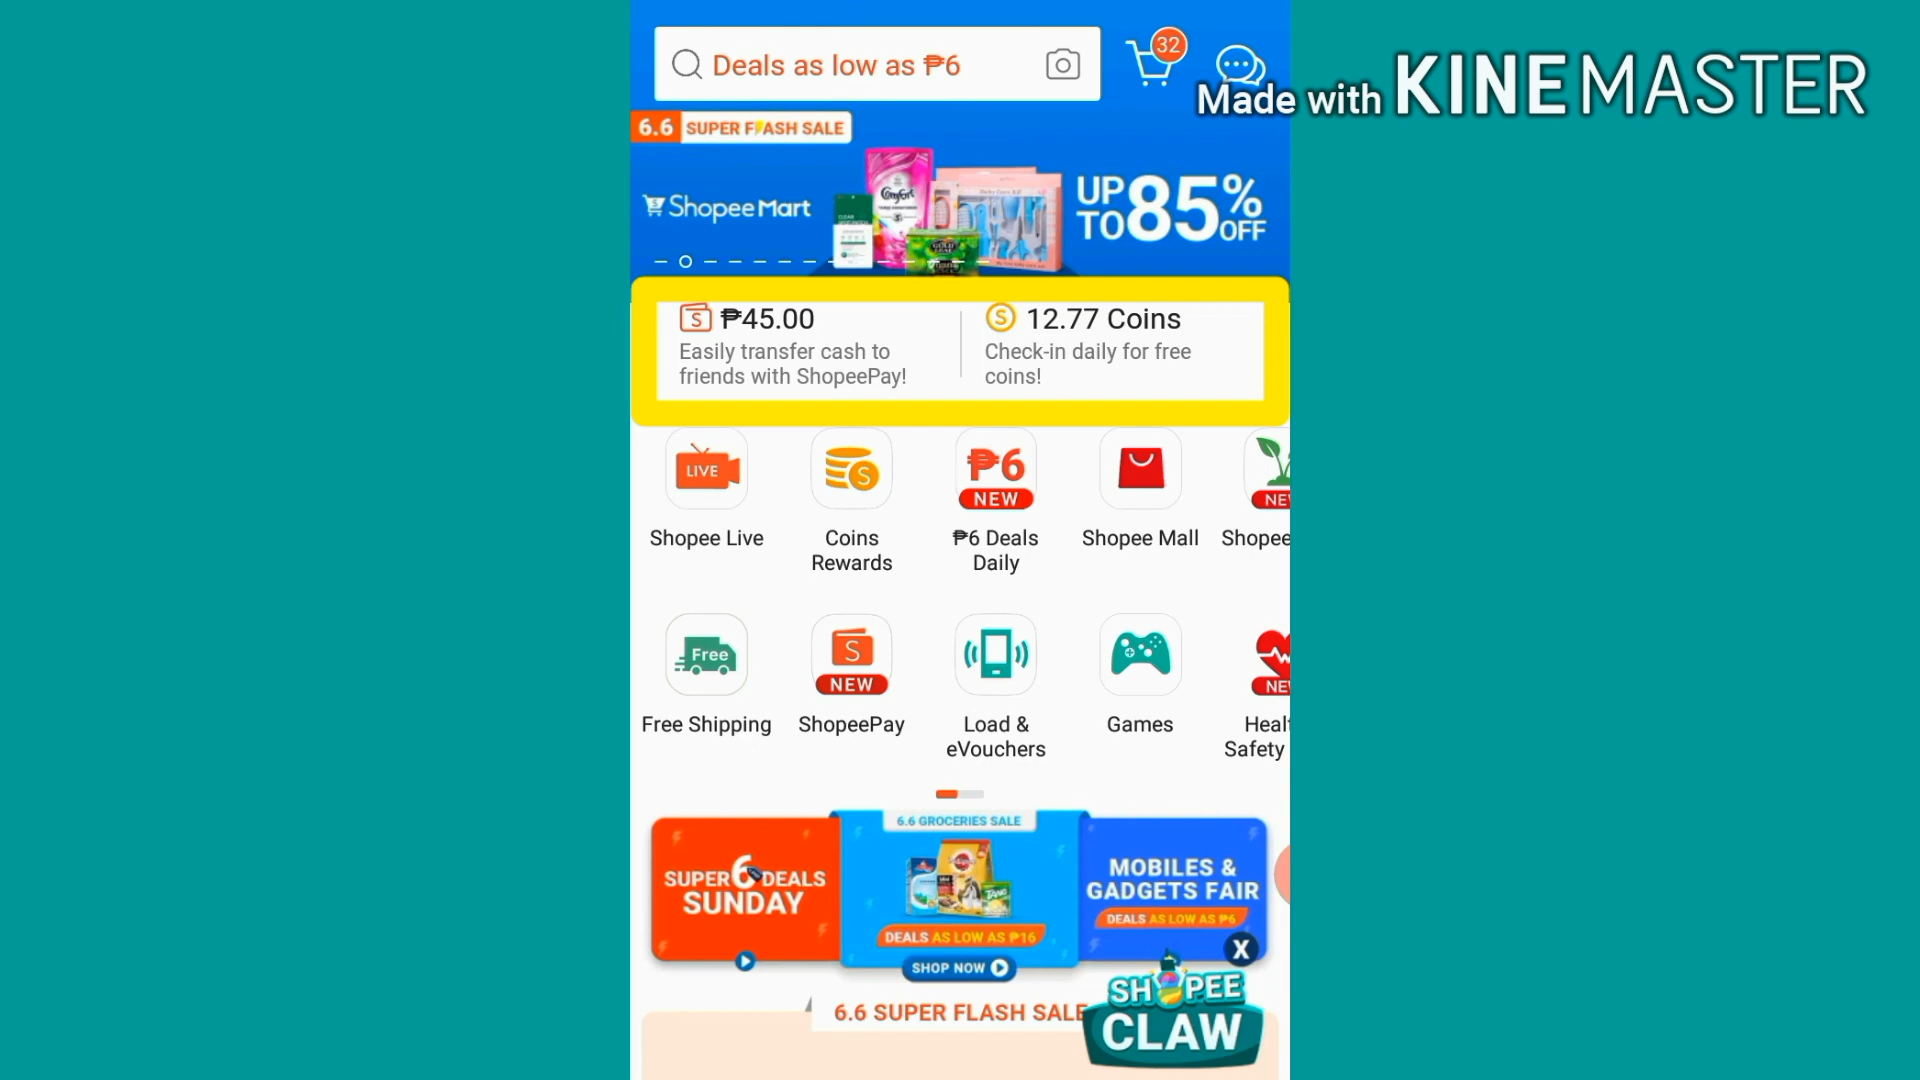 Deals as low as ₱6
32
Made with KINEMASTER
6.6 SUPER FLASH SALE
Shopee Mart
Comfort
UP TO 85% OFF
₱45.00
Easily transfer cash to
friends with ShopeePay!
12.77 Coins
Check-in daily for free
coins!
LIVE
₱6
NEW
NEW
Shopee Live
Coins
Rewards
₱6 Deals
Daily
Shopee Mall
Shopee
Free
S
NEW
NEW
Free Shipping
ShopeePay
Load &
eVouchers
Games
Healt
Safety
SUPER 6 DEALS
SUNDAY
6.6 GROCERIES SALE
TANG
DEALS AS LOW AS ₱16
SHOP NOW
MOBILES &
GADGETS FAIR
DEALS AS LOW AS ₱6
X
6.6 SUPER FLASH SALE
SHOPEE
CLAW